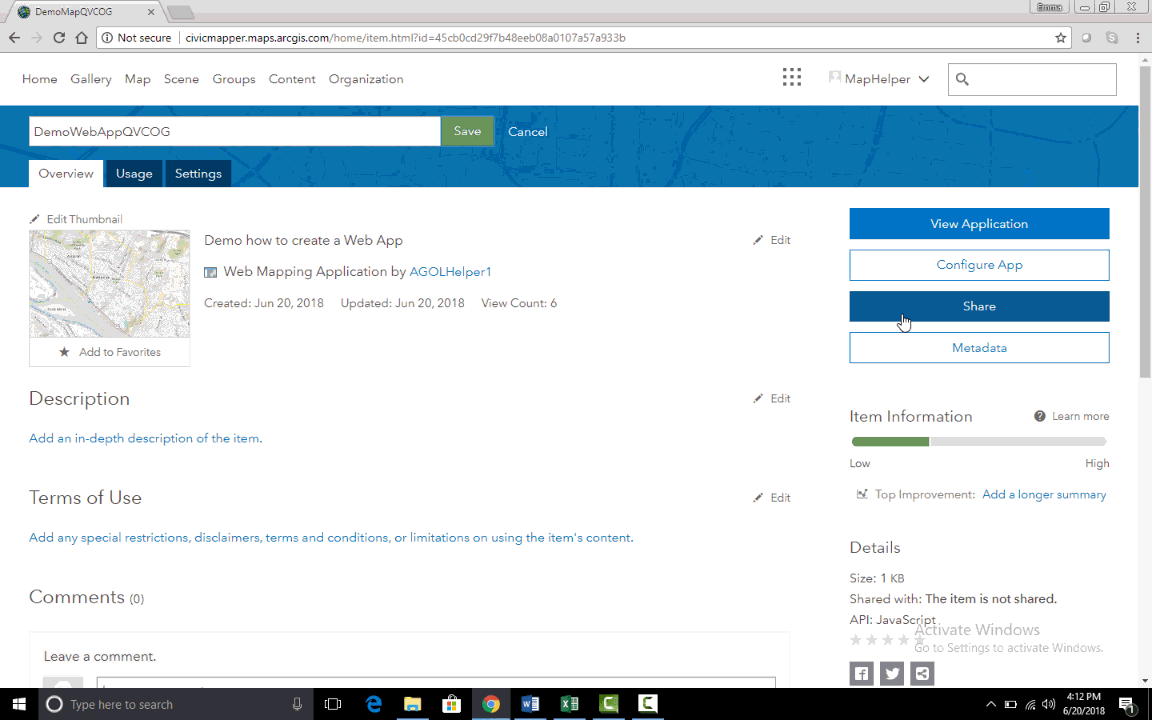 DemoMapQVCOG
Emma
Not secure civicmapper.maps.arcgis.com/home/item.html?id=45cb0cd29f7b48eeb08a0107a57a933b
Home Gallery Map Scene Groups Content Organization MapHelper
DemoWebAppQVCOG Save Cancel
Overview Usage Settings
Edit Thumbnail
Demo how to create a Web App Edit
Web Mapping Application by AGOLHelper1
Created: Jun 20, 2018 Updated: Jun 20, 2018 View Count: 6
Add to Favorites
View Application
Configure App
Share
Metadata
Description Edit
Add an in-depth description of the item.
Terms of Use Edit
Add any special restrictions, disclaimers, terms and conditions, or limitations on using the item's content.
Comments (0)
Leave a comment.
Item Information Learn more
Low High
Top Improvement: Add a longer summary
Details
Size: 1 KB
Shared with: The item is not shared.
API: JavaScript
Activate Windows
Go to Settings to activate Windows.
Type here to search
4:12 PM
6/20/2018
1